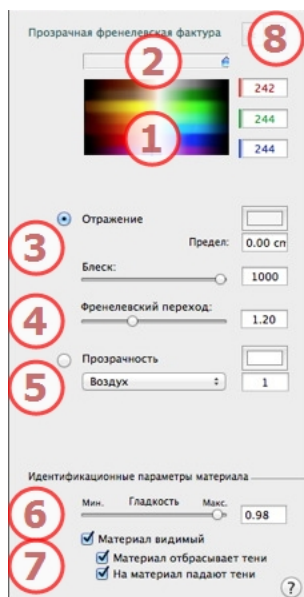 Прозрачная френелевская фактура
8
2
1
242
244
244
Отражение
3
Предел: 0.00 cm
Блеск:
1000
4
Френелевский переход:
1.20
Прозрачность
5
Воздух
1
Идентификационные параметры материала
6
Мин. Гладкость Макс.
0.98
Материал видимый
7
Материал отбрасывает тени
На материал падают тени
?